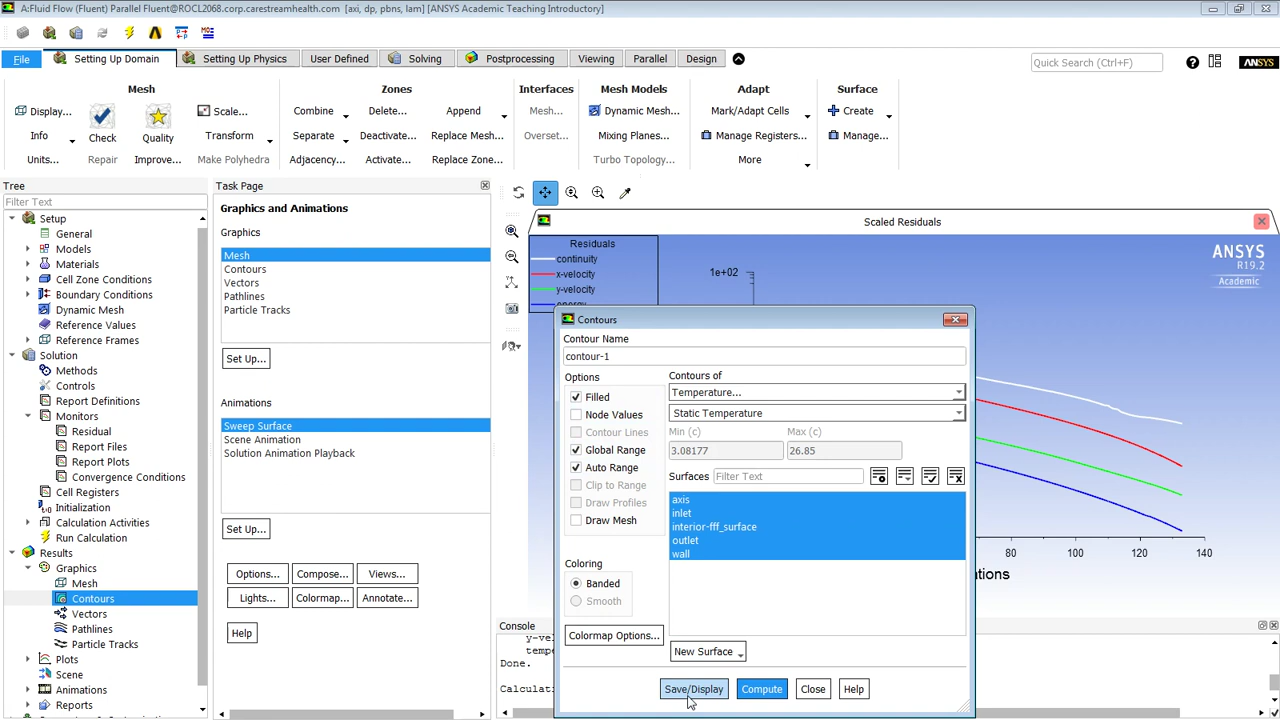 A:Fluid Flow (Fluent) Parallel Fluent@ROCL2068.corp.carestreamhealth.com [axi, dp, pbns, lam] [ANSYS Academic Teaching Introductory]
File
Setting Up Domain
Setting Up Physics
User Defined
Solving
Postprocessing
Viewing
Parallel
Design
Quick Search (Ctrl+F)
ANSYS
Mesh
Zones
Interfaces
Mesh Models
Adapt
Surface
Display...
Info
Units...
Check
Repair
Quality
Improve...
Scale...
Transform
Make Polyhedra
Combine
Separate
Adjacency...
Delete...
Deactivate...
Activate...
Append
Replace Mesh...
Replace Zone...
Mesh...
Overset...
Dynamic Mesh...
Mixing Planes...
Turbo Topology...
Mark/Adapt Cells
Manage Registers...
More
Create
Manage...
Tree
Filter Text
Setup
General
Models
Materials
Cell Zone Conditions
Boundary Conditions
Dynamic Mesh
Reference Values
Reference Frames
Solution
Methods
Controls
Report Definitions
Monitors
Residual
Report Files
Report Plots
Convergence Conditions
Cell Registers
Initialization
Calculation Activities
Run Calculation
Results
Graphics
Mesh
Contours
Vectors
Pathlines
Particle Tracks
Plots
Scene
Animations
Reports
Task Page
Graphics and Animations
Graphics
Mesh
Contours
Vectors
Pathlines
Particle Tracks
Set Up...
Animations
Sweep Surface
Scene Animation
Solution Animation Playback
Set Up...
Options...
Compose...
Views...
Lights...
Colormap...
Annotate...
Help
Scaled Residuals
Residuals
continuity
x-velocity
y-velocity
energy
1e+02
ANSYS
R19.2
Academic
80
100
120
140
ations
Console
y-ve
tempe
Done.
Calculati
Contours
Contour Name
contour-1
Options
Filled
Node Values
Contour Lines
Global Range
Auto Range
Clip to Range
Draw Profiles
Draw Mesh
Coloring
Banded
Smooth
Colormap Options...
Contours of
Temperature...
Static Temperature
Min (c)
Max (c)
3.08177
26.85
Surfaces
Filter Text
axis
inlet
interior-fff_surface
outlet
wall
New Surface
Save/Display
Compute
Close
Help